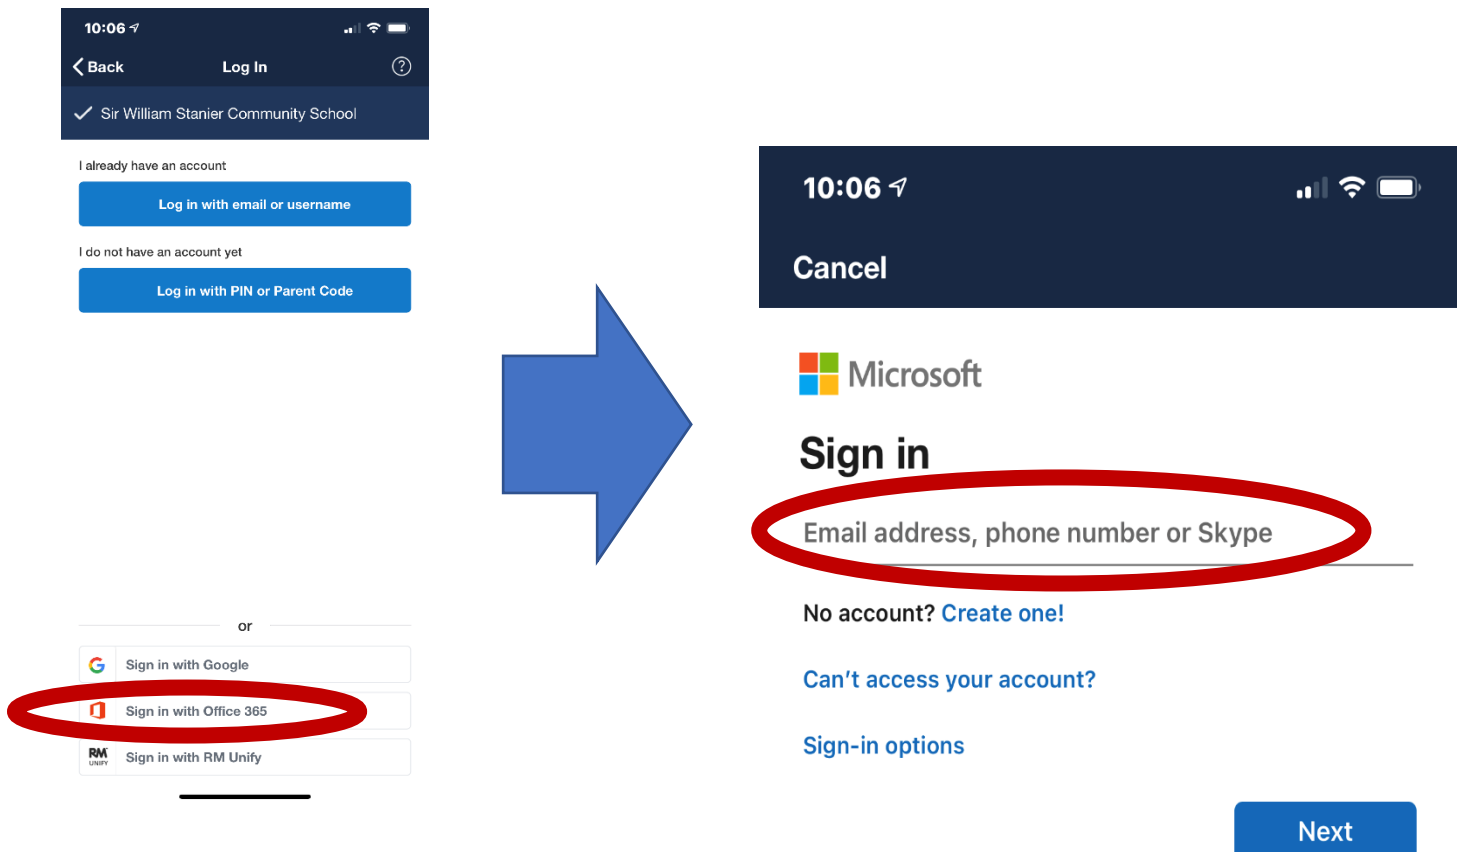 10:06
Back
Log In
?
Sir William Stanier Community School
I already have an account
Log in with email or username
I do not have an account yet
Log in with PIN or Parent Code
or
G
Sign in with Google
Sign in with Office 365
RM
UNIFY
Sign in with RM Unify
10:06
Cancel
Microsoft
Sign in
Email address, phone number or Skype
No account? Create one!
Can't access your account?
Sign-in options
Next